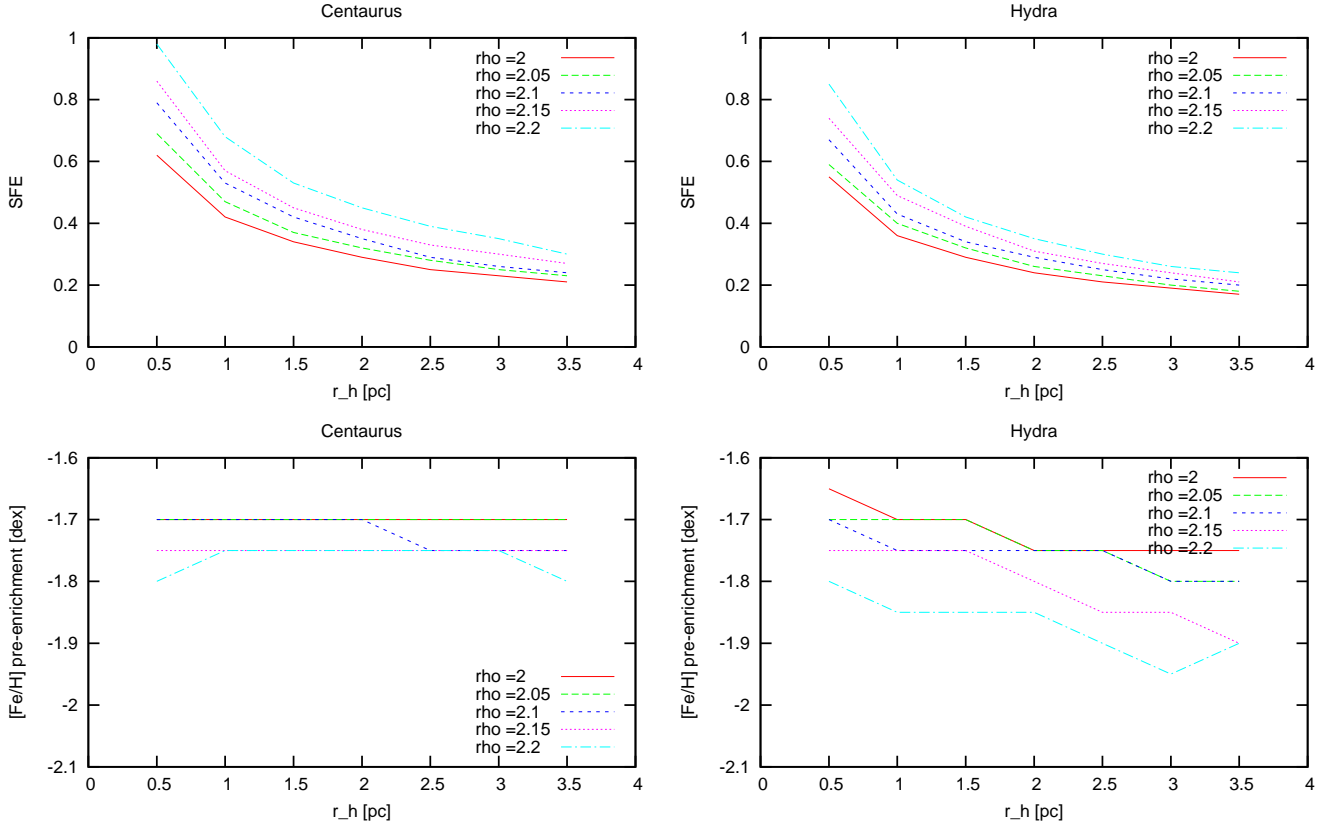 Centaurus
1
0.8
0.6
0.4
0.2
0
SFE
rho =2
rho =2.05
rho =2.1
rho =2.15
rho =2.2
0 0.5 1 1.5 2 2.5 3 3.5 4
r_h [pc]
Hydra
1
0.8
0.6
0.4
0.2
0
SFE
rho =2
rho =2.05
rho =2.1
rho =2.15
rho =2.2
0 0.5 1 1.5 2 2.5 3 3.5 4
r_h [pc]
Centaurus
-1.6
-1.7
-1.8
-1.9
-2
-2.1
[Fe/H] pre-enrichment [dex]
rho =2
rho =2.05
rho =2.1
rho =2.15
rho =2.2
0 0.5 1 1.5 2 2.5 3 3.5 4
r_h [pc]
Hydra
-1.6
-1.7
-1.8
-1.9
-2
-2.1
[Fe/H] pre-enrichment [dex]
rho =2
rho =2.05
rho =2.1
rho =2.15
rho =2.2
0 0.5 1 1.5 2 2.5 3 3.5 4
r_h [pc]